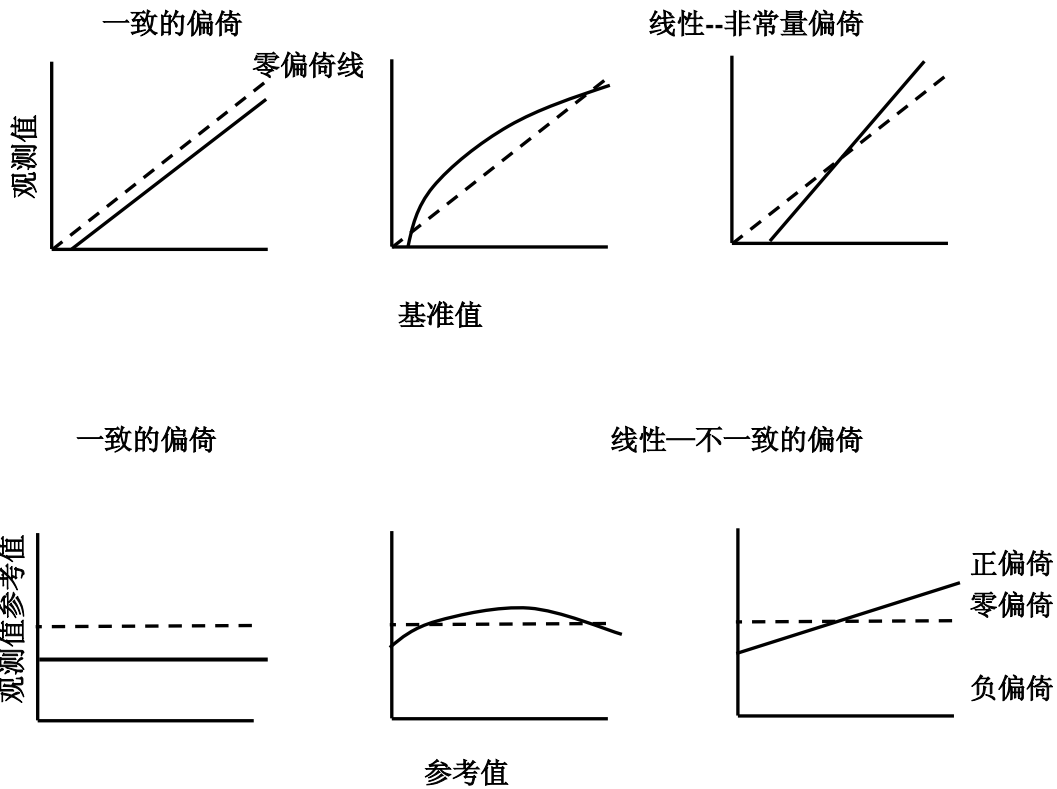 一致的偏倚
线性--非常量偏倚
零偏倚线
观测值
基准值
一致的偏倚
线性—不一致的偏倚
观测值参考值
正偏倚
零偏倚
负偏倚
参考值